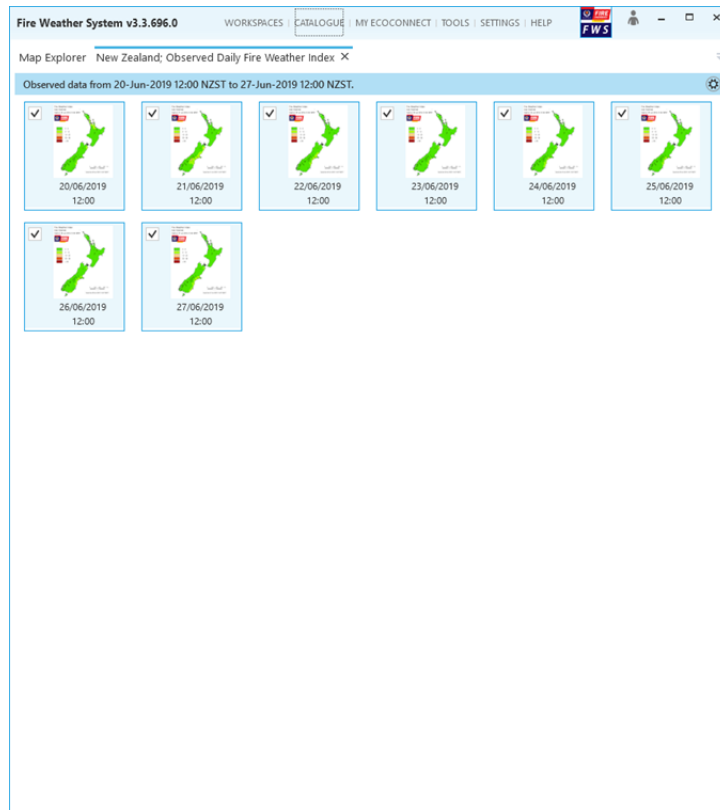 Fire Weather System v3.3.696.0 WORKSPACES | CATALOGUE | MY ECOCONNECT | TOOLS | SETTINGS | HELP
FIRE
FWS
Map Explorer New Zealand; Observed Daily Fire Weather Index
Observed data from 20-Jun-2019 12:00 NZST to 27-Jun-2019 12:00 NZST.
20/06/2019 21/06/2019 22/06/2019 23/06/2019 24/06/2019 25/06/2019
12:00 12:00 12:00 12:00 12:00 12:00
26/06/2019 27/06/2019
12:00 12:00